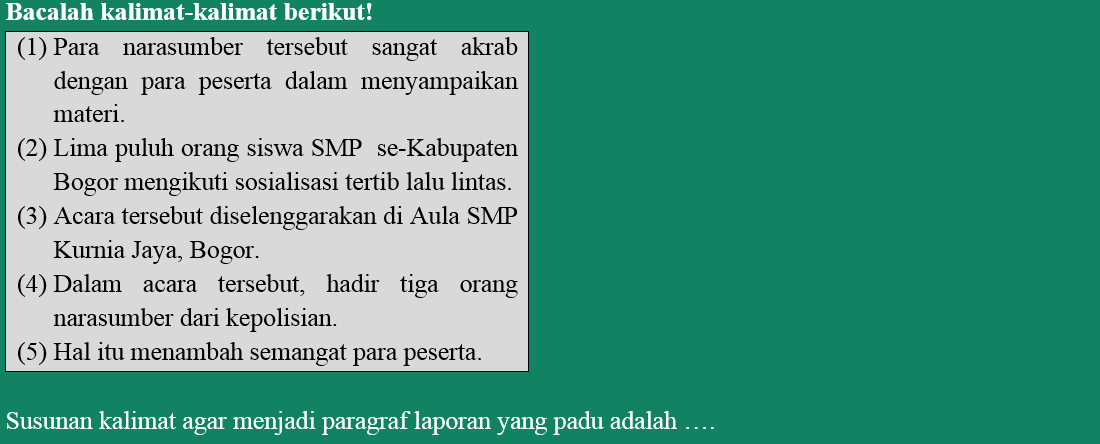 Bacalah kalimat-kalimat berikut!
(1) Para narasumber tersebut sangat akrab
dengan para peserta dalam menyampaikan
materi.
(2) Lima puluh orang siswa SMP se-Kabupaten
Bogor mengikuti sosialisasi tertib lalu lintas.
(3) Acara tersebut diselenggarakan di Aula SMP
Kurnia Jaya, Bogor.
(4) Dalam acara tersebut, hadir tiga orang
narasumber dari kepolisian.
(5) Hal itu menambah semangat para peserta.
Susunan kalimat agar menjadi paragraf laporan yang padu adalah ….